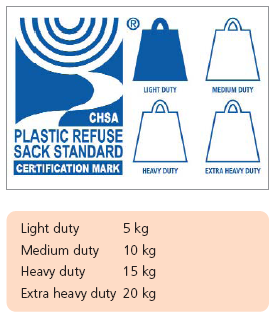 ®
CHSA
PLASTIC REFUSE
SACK STANDARD
CERTIFICATION MARK
LIGHT DUTY
MEDIUM DUTY
HEAVY DUTY
EXTRA HEAVY DUTY
Light duty 5 kg
Medium duty 10 kg
Heavy duty 15 kg
Extra heavy duty 20 kg